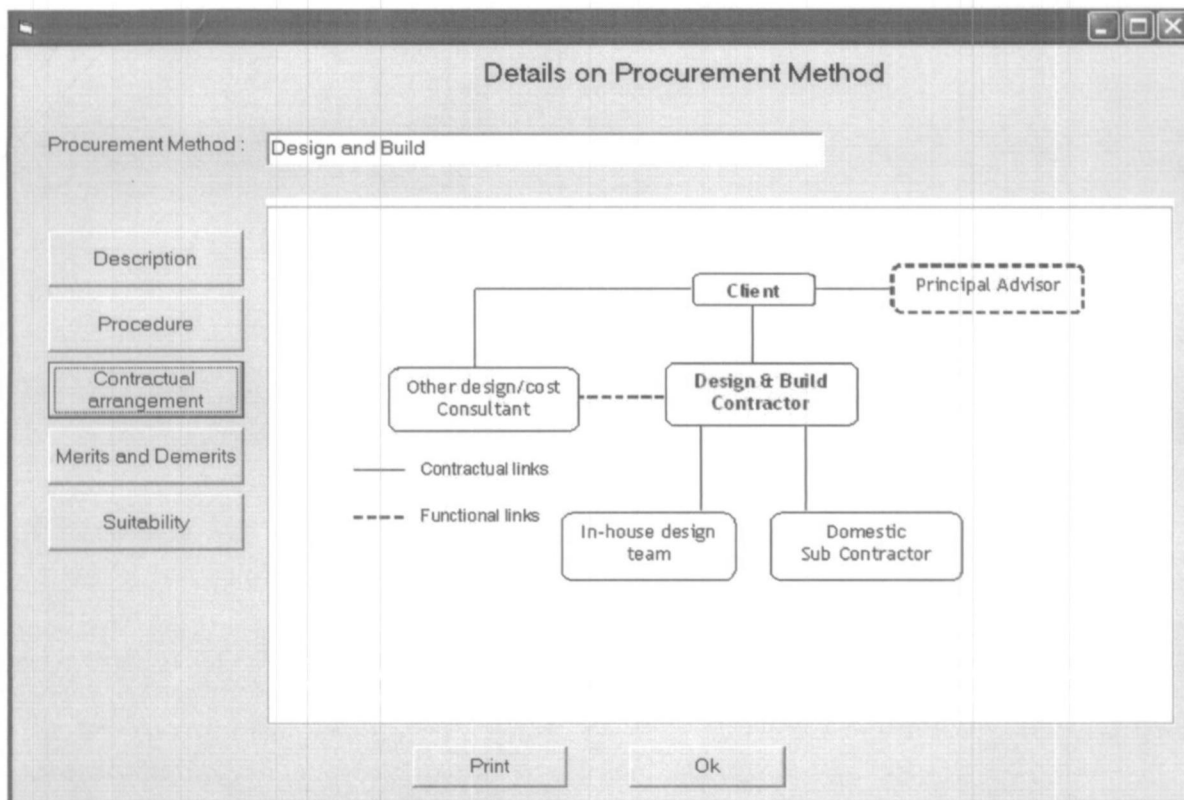 Details on Procurement Method
Procurement Method :
Design and Build
Description
Procedure
Contractual
arrangement
Merits and Demerits
Suitability
Client
Principal Advisor
Other design/cost
Consultant
Design & Build
Contractor
Contractual links
Functional links
In-house design
team
Domestic
Sub Contractor
Print
Ok